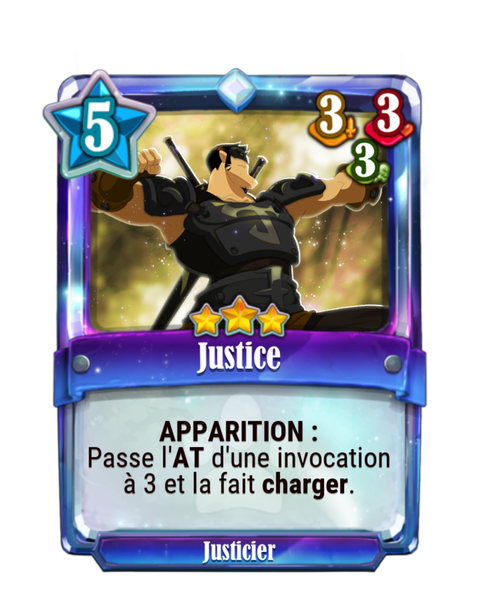 5
3
3
3
Justice
APPARITION :
Passe l'AT d'une invocation
à 3 et la fait charger.
Justicier